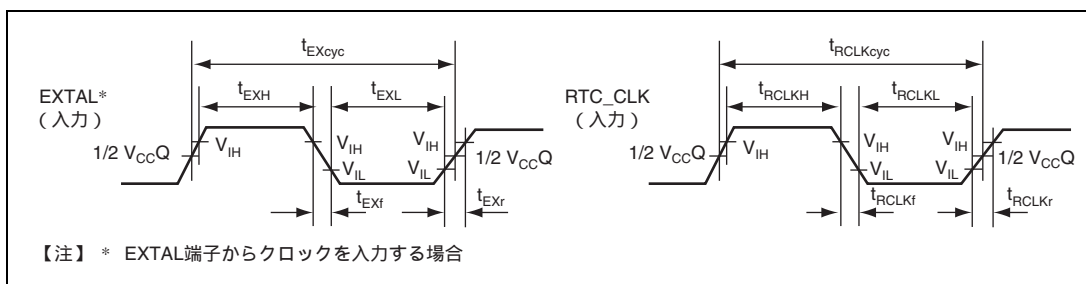 tEXcyc
EXTAL*
(入力)
tEXH
tEXL
1/2 VCCQ
VIH
VIL
VIH
VIL
1/2 VCCQ
tEXf
tEXr
tRCLKcyc
RTC_CLK
(入力)
tRCLKH
tRCLKL
1/2 VCCQ
VIH
VIL
VIH
VIL
1/2 VCCQ
tRCLKf
tRCLKr
【注】 * EXTAL端子からクロックを入力する場合